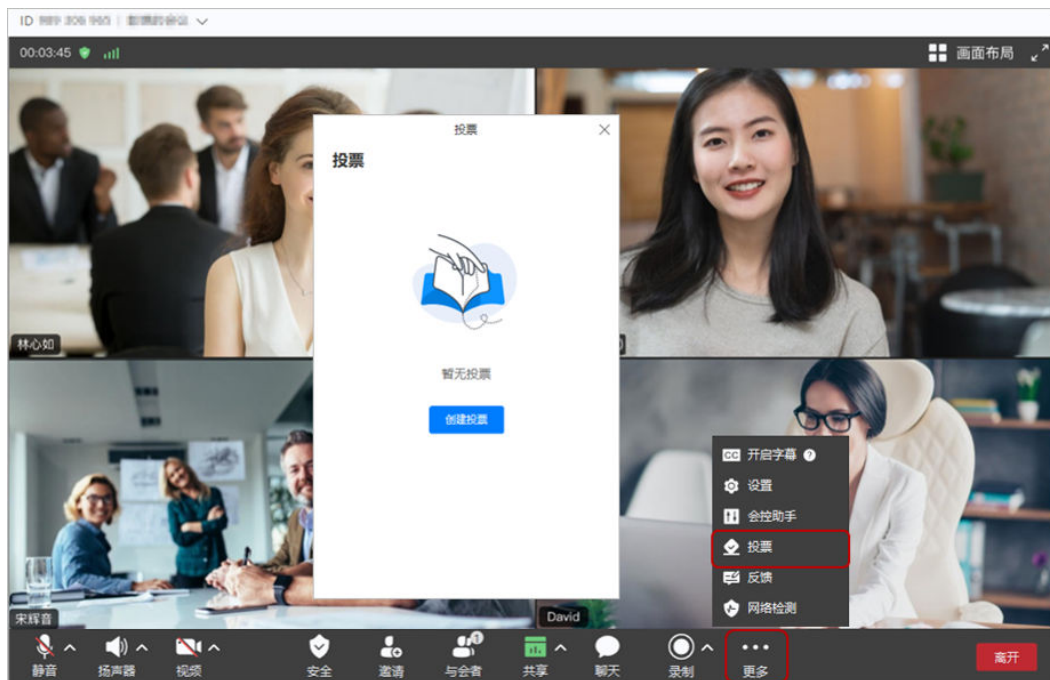 ID
00:03:45
画面布局
投票
投票
暂无投票
创建投票
林心如
宋辉音
David
CC 开启字幕 ?
设置
会控助手
投票
反馈
网络检测
静音
扬声器
视频
安全
邀请
与会者 1
共享
聊天
录制
更多
离开